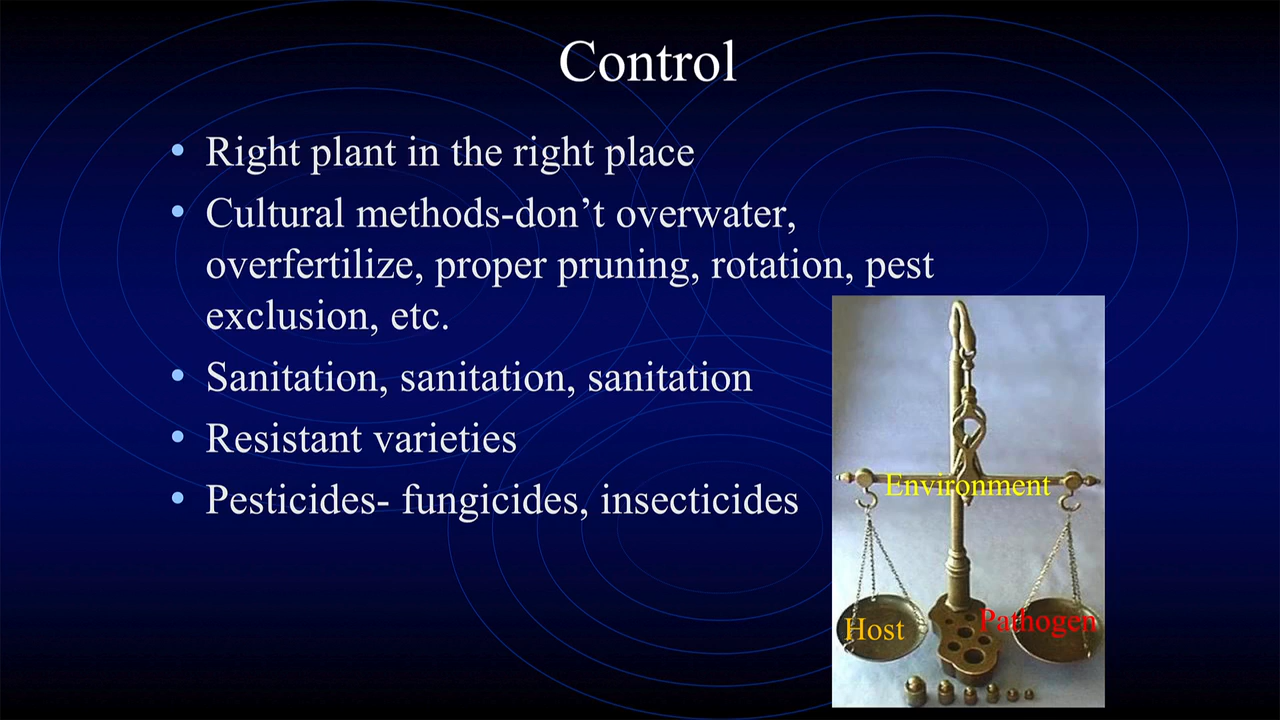 Control
• Right plant in the right place
• Cultural methods-don’t overwater,
overfertilize, proper pruning, rotation, pest
exclusion, etc.
• Sanitation, sanitation, sanitation
• Resistant varieties
• Pesticides- fungicides, insecticides
Environment
Host
Pathogen